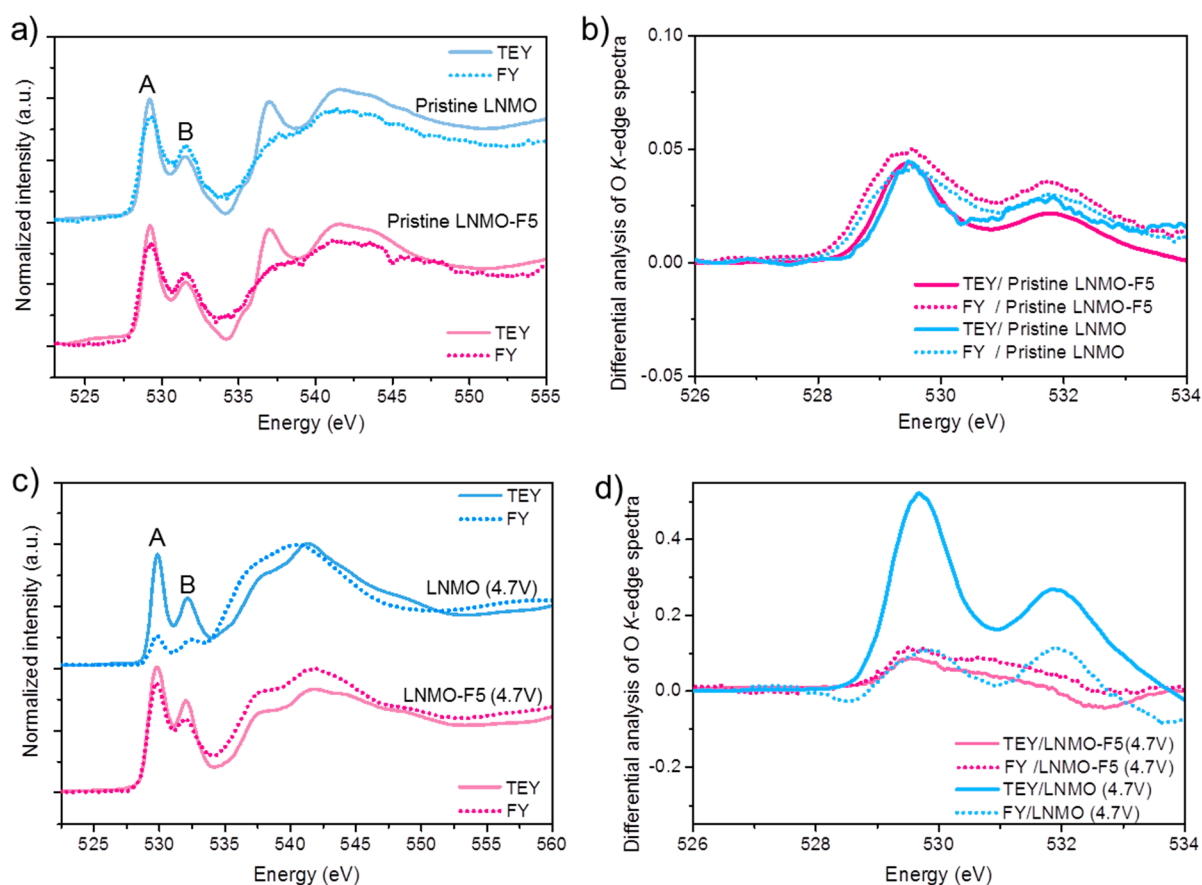 a)
TEY
FY
A
B
Pristine LNMO
Pristine LNMO-F5
TEY
FY
Normalized intensity (a.u.)
525 530 535 540 545 550 555
Energy (eV)
b)
0.10
0.05
0.00
-0.05
TEY/ Pristine LNMO-F5
FY / Pristine LNMO-F5
TEY/ Pristine LNMO
FY / Pristine LNMO
Differential analysis of O K-edge spectra
526 528 530 532 534
Energy (eV)
c)
TEY
FY
A
B
LNMO (4.7V)
LNMO-F5 (4.7V)
TEY
FY
Normalized intensity (a.u.)
525 530 535 540 545 550 555 560
Energy (eV)
d)
0.4
0.2
0.0
-0.2
TEY/LNMO-F5(4.7V)
FY /LNMO-F5 (4.7V)
TEY/LNMO (4.7V)
FY/LNMO (4.7V)
Differential analysis of O K-edge spectra
526 528 530 532 534
Energy (eV)